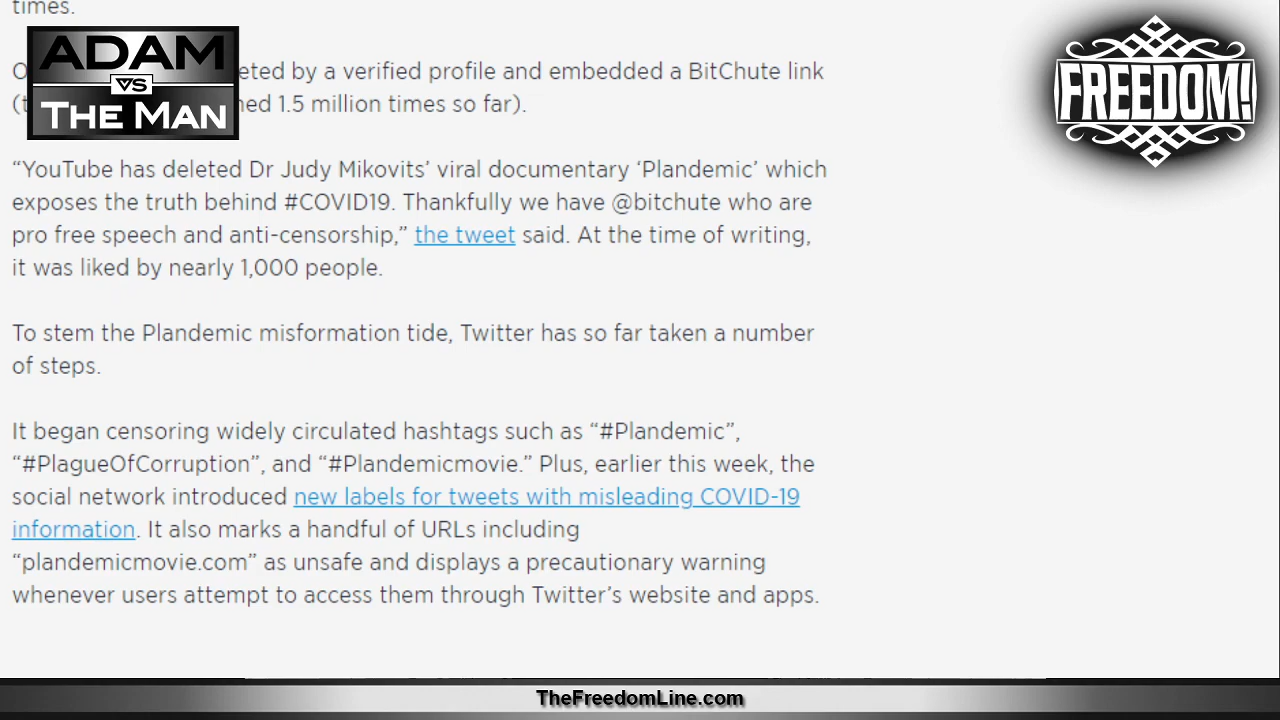 times.
ADAM
VS
THE MAN
FREEDOM!
O eted by a verified profile and embedded a BitChute link
(t ned 1.5 million times so far).
“YouTube has deleted Dr Judy Mikovits’ viral documentary ‘Plandemic’ which
exposes the truth behind #COVID19. Thankfully we have @bitchute who are
pro free speech and anti-censorship,” the tweet said. At the time of writing,
it was liked by nearly 1,000 people.
To stem the Plandemic misformation tide, Twitter has so far taken a number
of steps.
It began censoring widely circulated hashtags such as “#Plandemic”,
“#PlagueOfCorruption”, and “#Plandemicmovie.” Plus, earlier this week, the
social network introduced new labels for tweets with misleading COVID-19
information. It also marks a handful of URLs including
“plandemicmovie.com” as unsafe and displays a precautionary warning
whenever users attempt to access them through Twitter’s website and apps.
TheFreedomLine.com